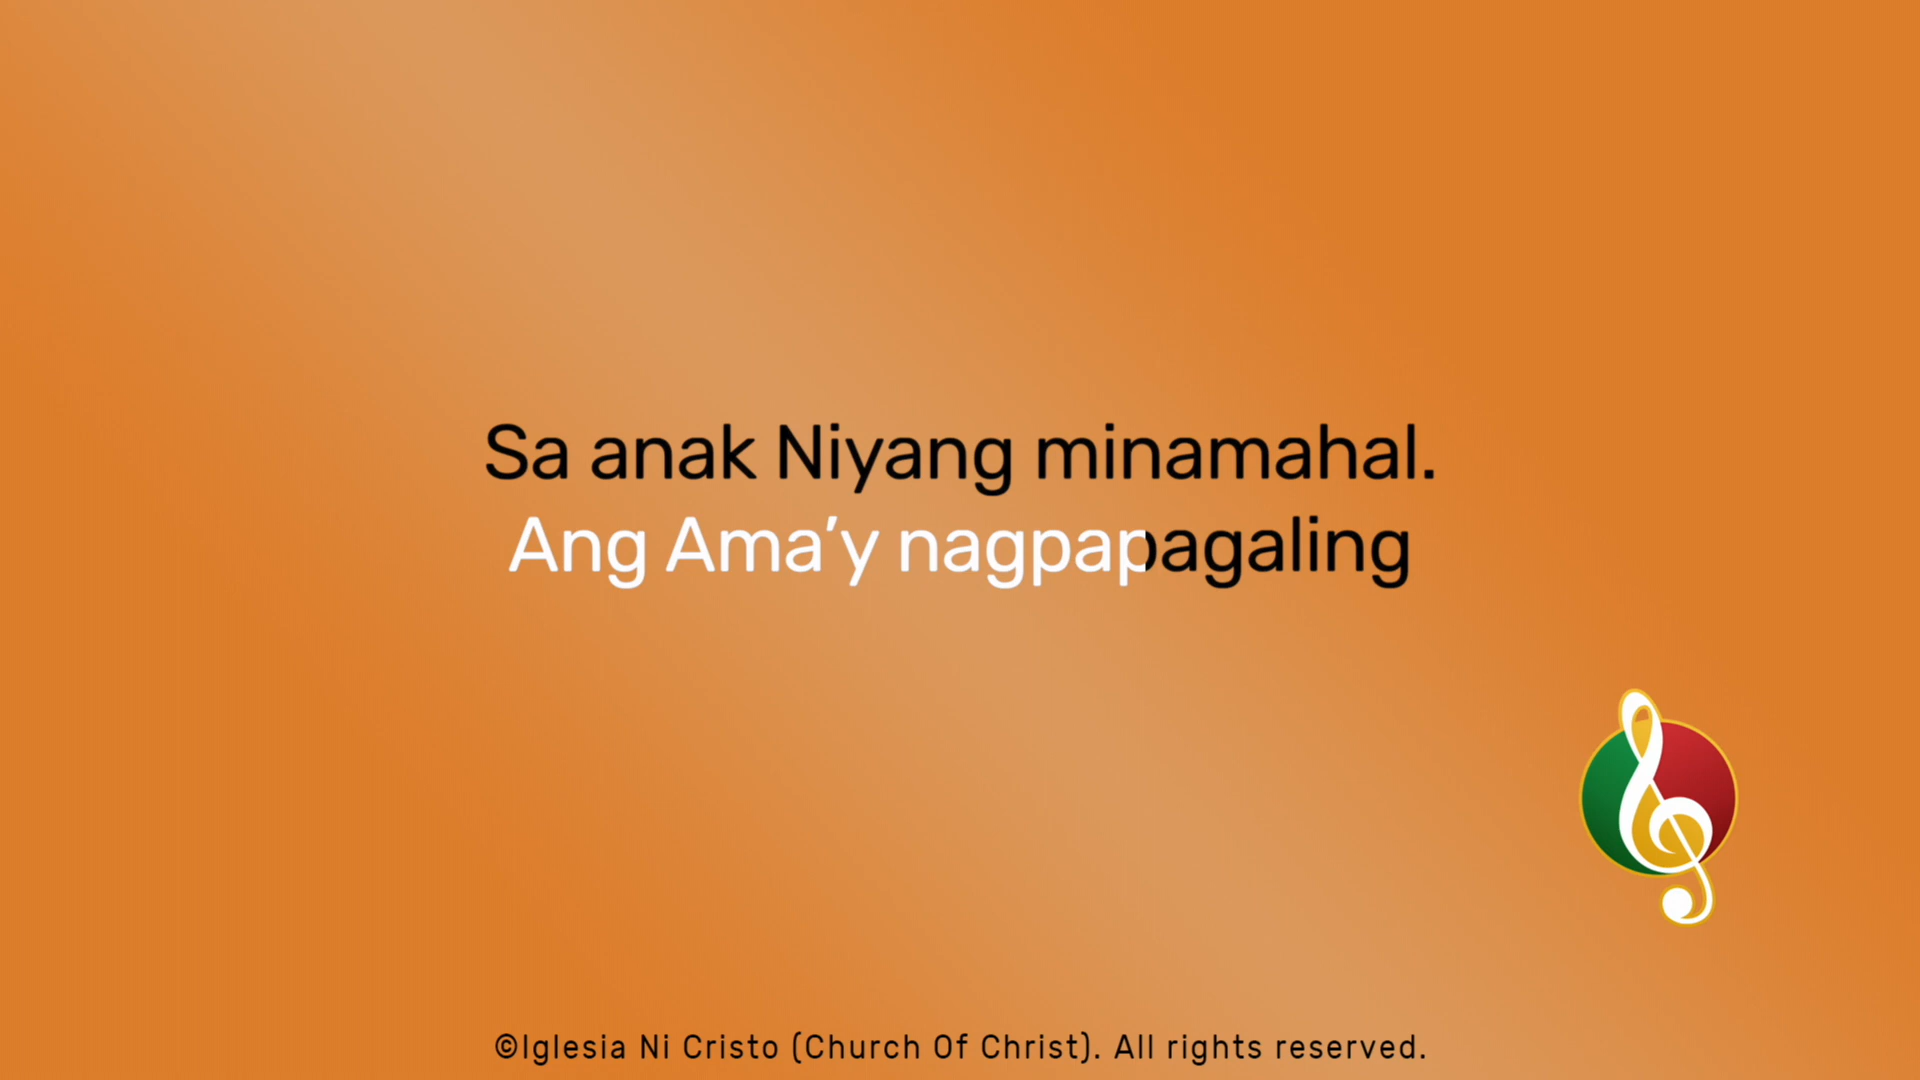 Sa anak Niyang minamahal.
Ang Ama’y nagpapagaling
©Iglesia Ni Cristo (Church Of Christ). All rights reserved.